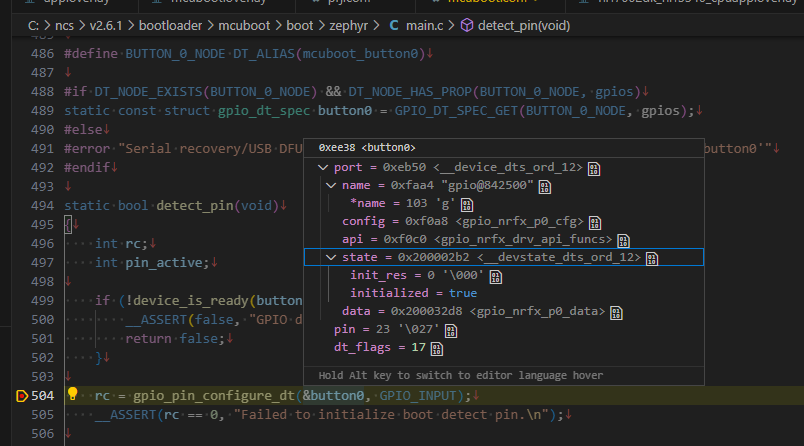 C: > ncs > v2.6.1 > bootloader > mcuboot > boot > zephyr > C main.c > detect_pin(void)
486 #define BUTTON_0_NODE DT_ALIAS(mcuboot_button0)
487
488 #if DT_NODE_EXISTS(BUTTON_0_NODE) && DT_NODE_HAS_PROP(BUTTON_0_NODE, gpios)
489 static const struct gpio_dt_spec button0 = GPIO_DT_SPEC_GET(BUTTON_0_NODE, gpios);
490 #else
491 #error "Serial recovery/USB DFU button0'"
492 #endif
493
494 static bool detect_pin(void)
495 {
496 int rc;
497 int pin_active;
498
499 if (!device_is_ready(button
500 __ASSERT(false, "GPIO d
501 return false;
502 }
503
504 rc = gpio_pin_configure_dt(&button0, GPIO_INPUT);
505 __ASSERT(rc == 0, "Failed to initialize boot detect pin.\n");
506
0xee38 <button0>
port = 0xeb50 <__device_dts_ord_12>
name = 0xfaa4 "gpio@842500"
*name = 103 'g'
config = 0xf0a8 <gpio_nrfx_p0_cfg>
api = 0xf0c0 <gpio_nrfx_drv_api_funcs>
state = 0x200002b2 <__devstate_dts_ord_12>
init_res = 0 '\000'
initialized = true
data = 0x200032d8 <gpio_nrfx_p0_data>
pin = 23 '\027'
dt_flags = 17
Hold Alt key to switch to editor language hover